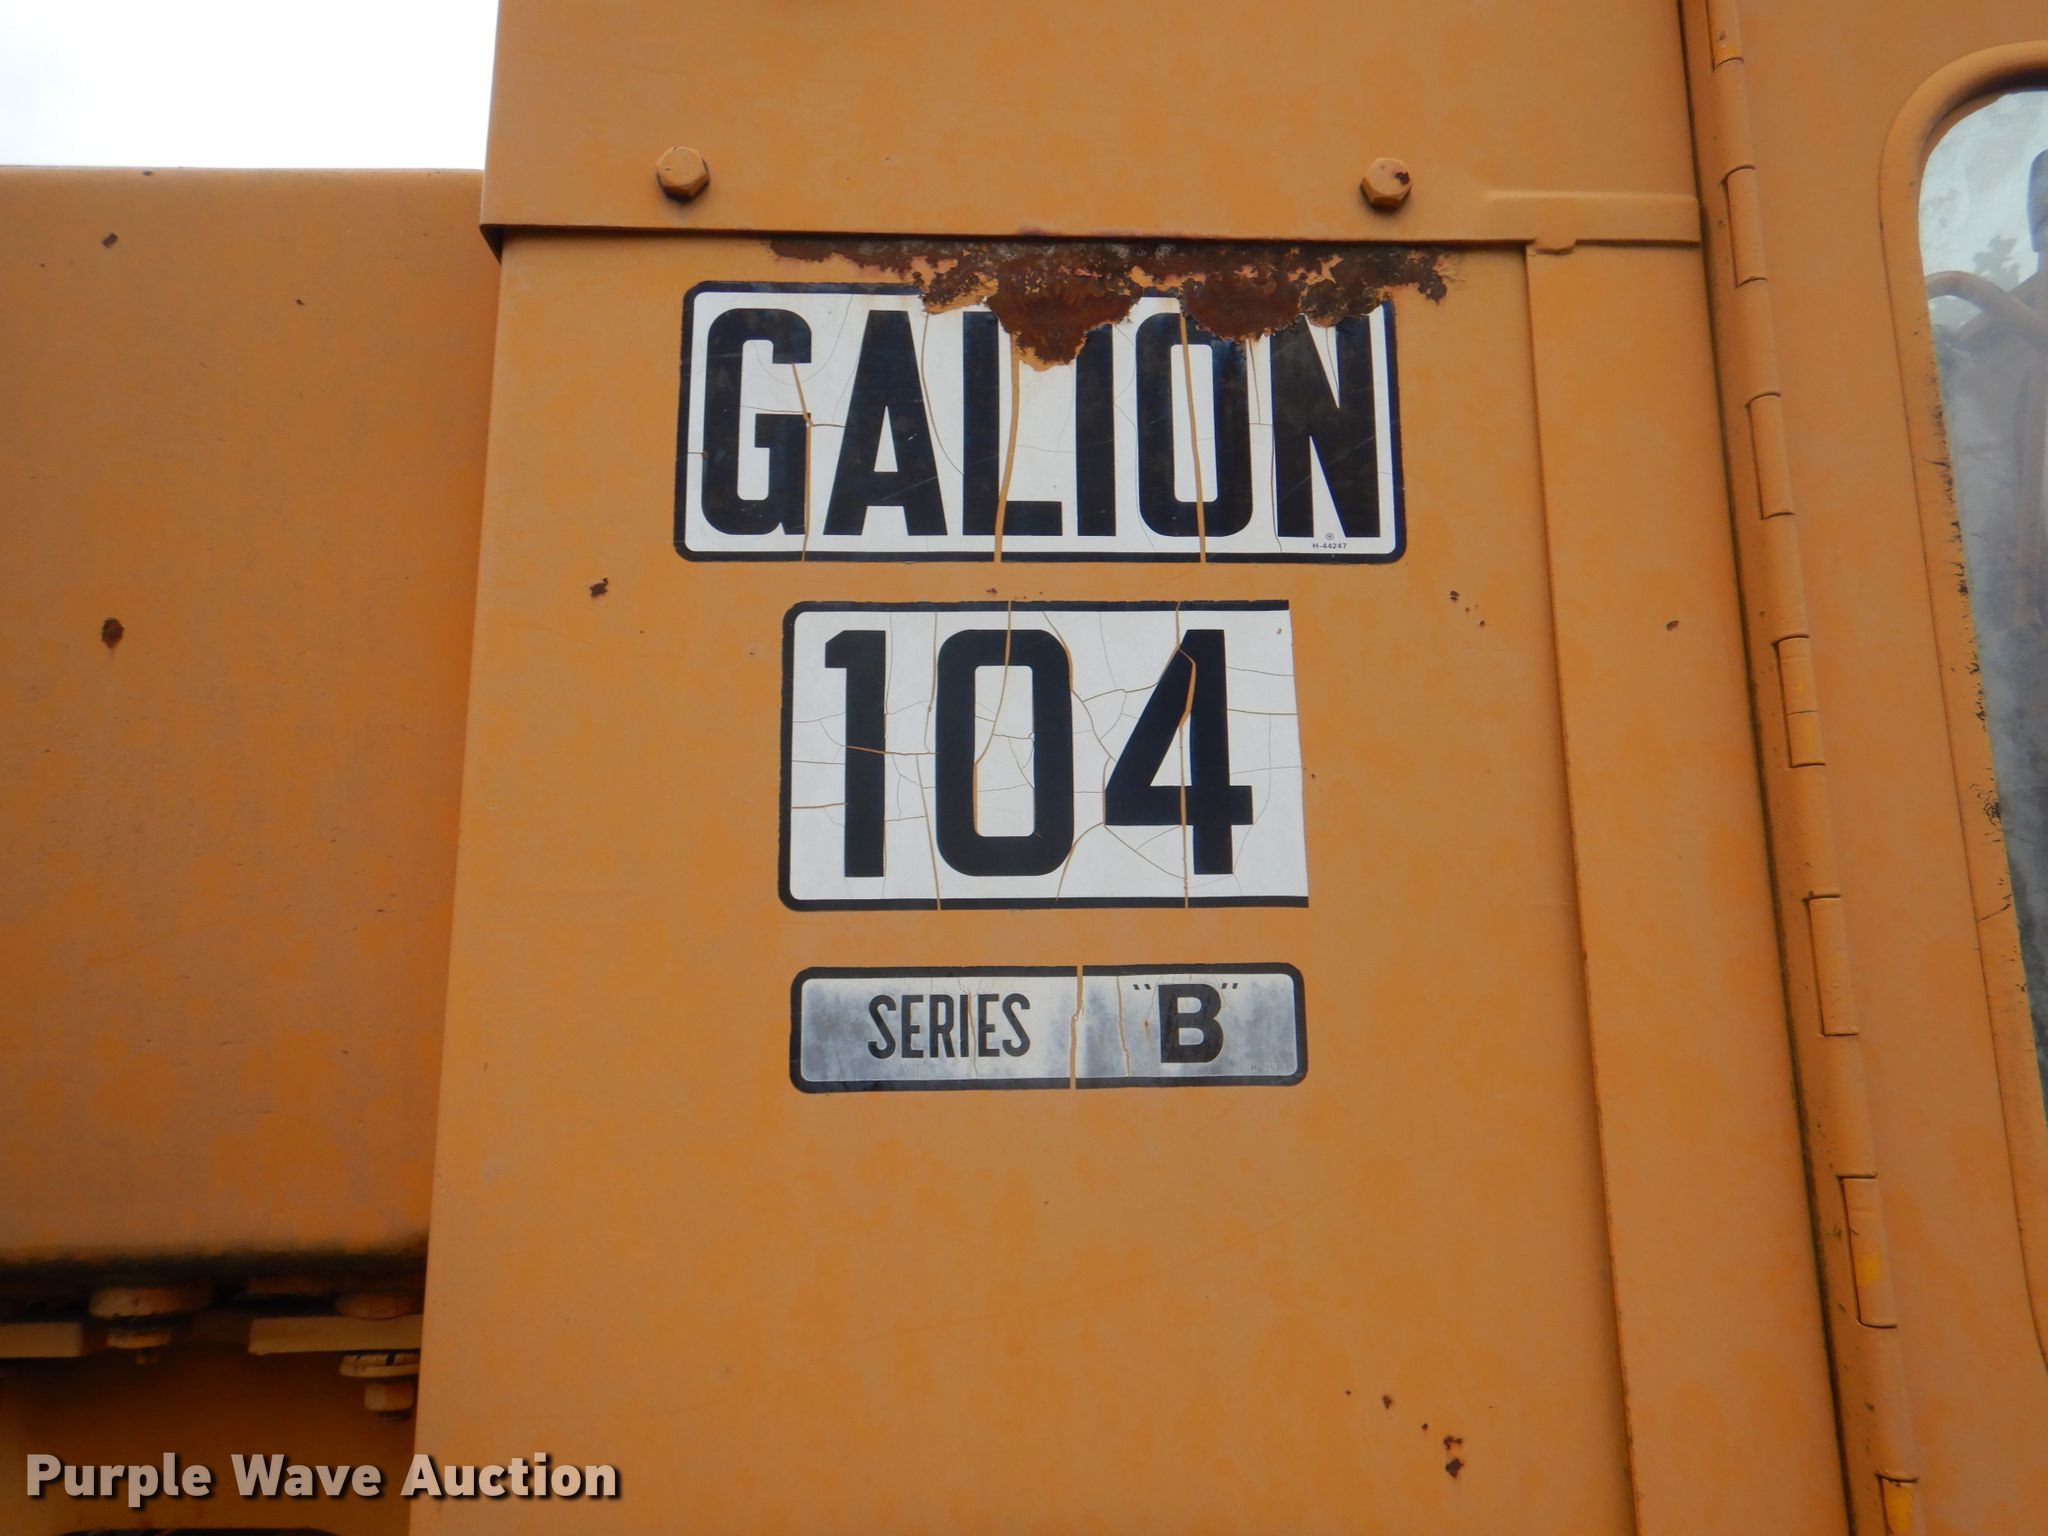 GALION
® H-44247
104
SERIES "B"
Purple Wave Auction